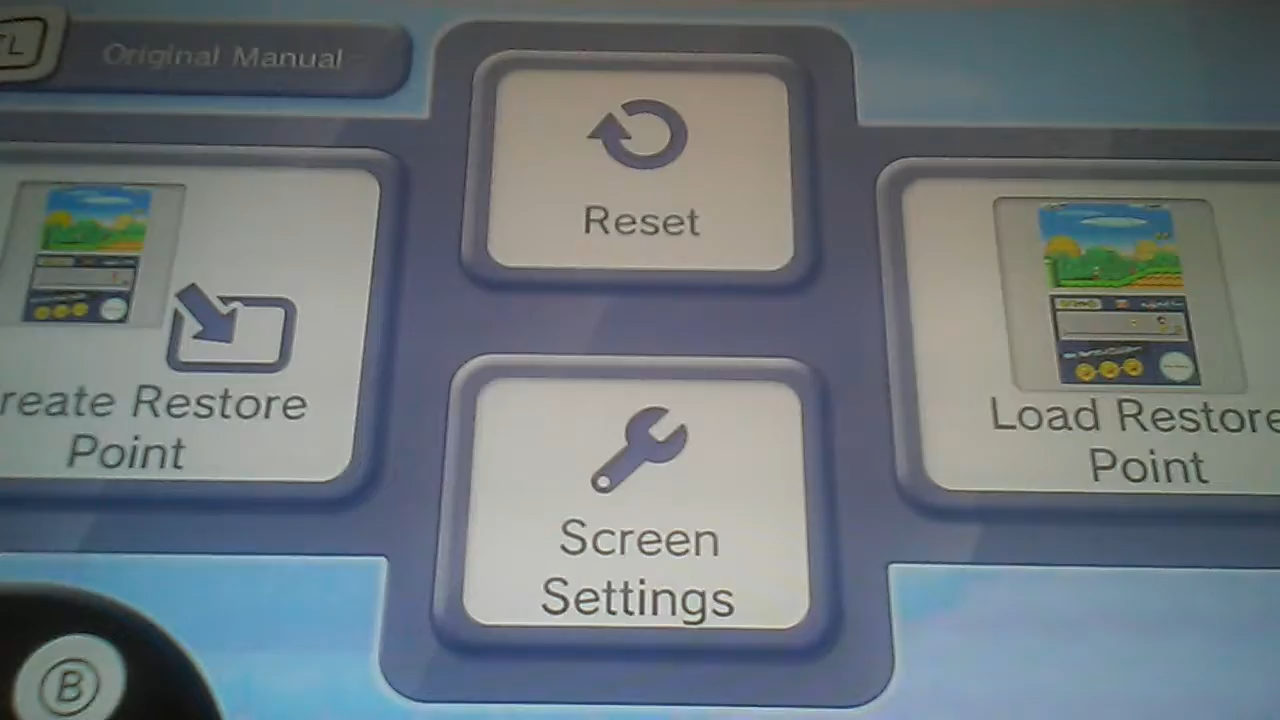 Original Manual
Reset
reate Restore
Point
Load Restore
Point
Screen
Settings
B